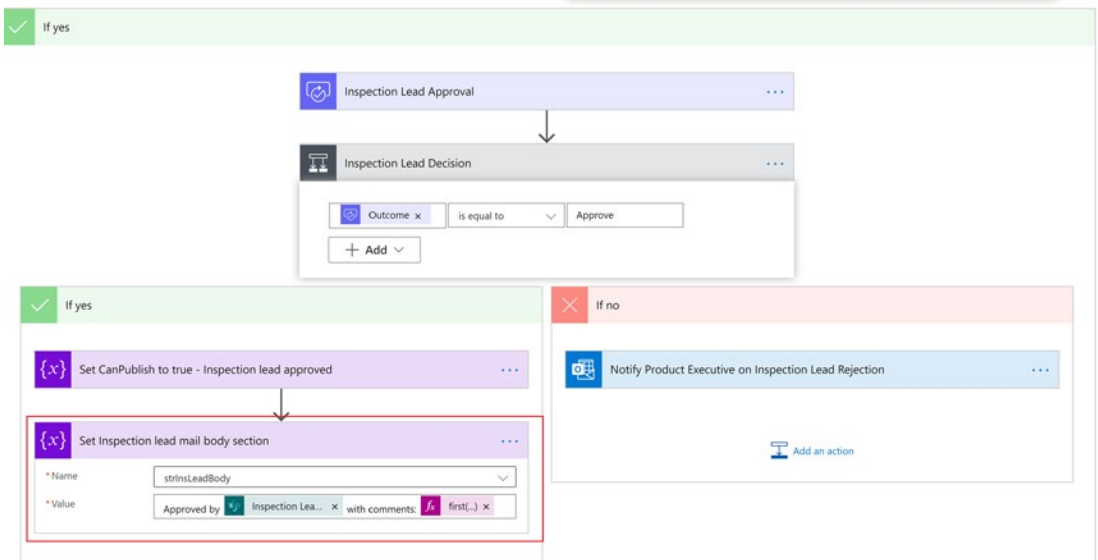 If yes
Inspection Lead Approval
Inspection Lead Decision
Outcome x is equal to Approve
+ Add
If yes
If no
{x} Set CanPublish to true - Inspection lead approved
Notify Product Executive on Inspection Lead Rejection
{x} Set Inspection lead mail body section
Add an action
* Name strInsLeadBody
* Value Approved by Inspection Lea... x with comments: fx first(...) x